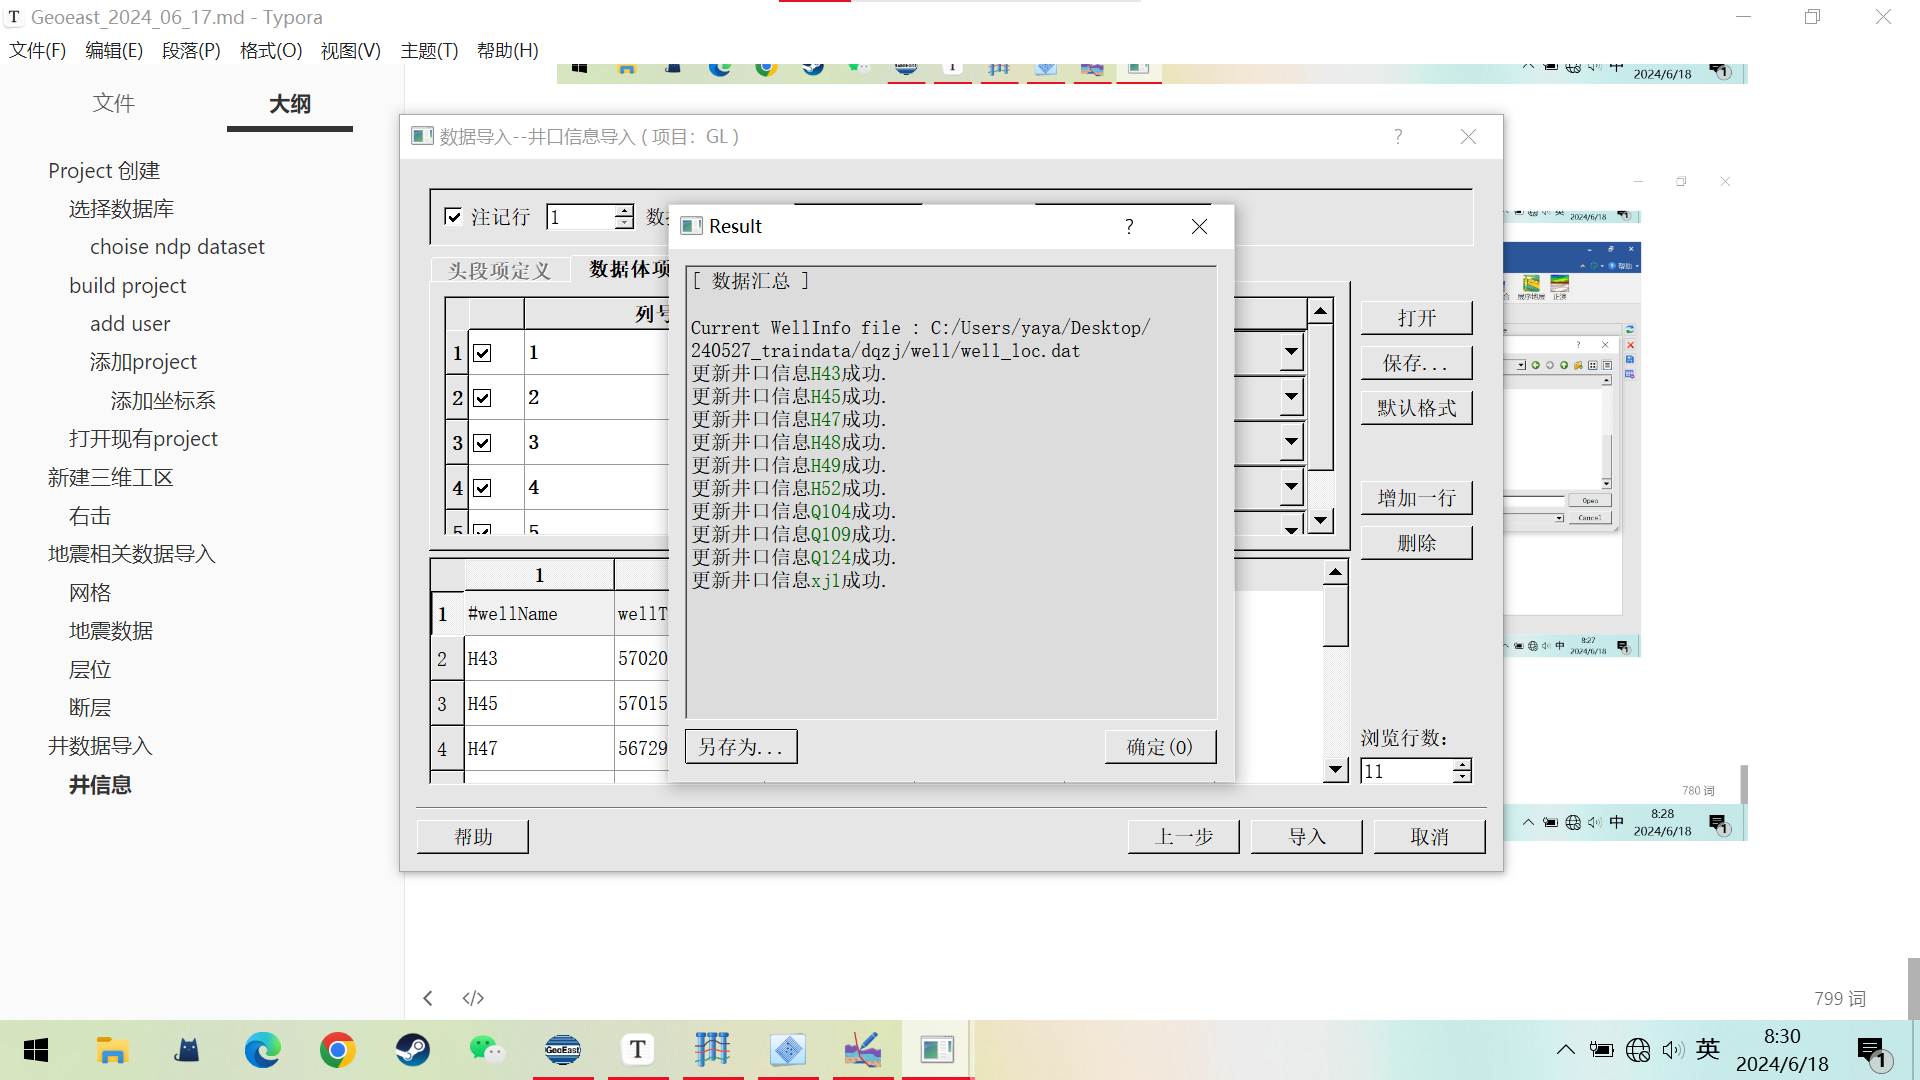 Geoeast_2024_06_17.md - Typora
文件(F) 编辑(E) 段落(P) 格式(O) 视图(V) 主题(T) 帮助(H)
文件 大纲
Project 创建
选择数据库
choise ndp dataset
build project
add user
添加project
添加坐标系
打开现有project
新建三维工区
右击
地震相关数据导入
网格
地震数据
层位
断层
井数据导入
井信息
2024/6/18
数据导入--井口信息导入 ( 项目：GL )
注记行 1
头段项定义 数据体项
列号
1 1
2 2
3 3
4 4
5 5
1
1 #wellName
2 H43 57020
3 H45 57015
4 H47 56729
打开
保存...
默认格式
增加一行
删除
浏览行数：
11
帮助 上一步 导入 取消
Result
[ 数据汇总 ]
Current WellInfo file : C:/Users/yaya/Desktop/
240527_traindata/dqzj/well/well_loc.dat
更新井口信息H43成功.
更新井口信息H45成功.
更新井口信息H47成功.
更新井口信息H48成功.
更新井口信息H49成功.
更新井口信息H52成功.
更新井口信息Q104成功.
更新井口信息Q109成功.
更新井口信息Q124成功.
更新井口信息xj1成功.
另存为... 确定(O)
2024/6/18
帮助
Open
Cancel
中 8:27
2024/6/18
780 词
中 8:28
2024/6/18
799 词
GeoEast
英 8:30
2024/6/18
1